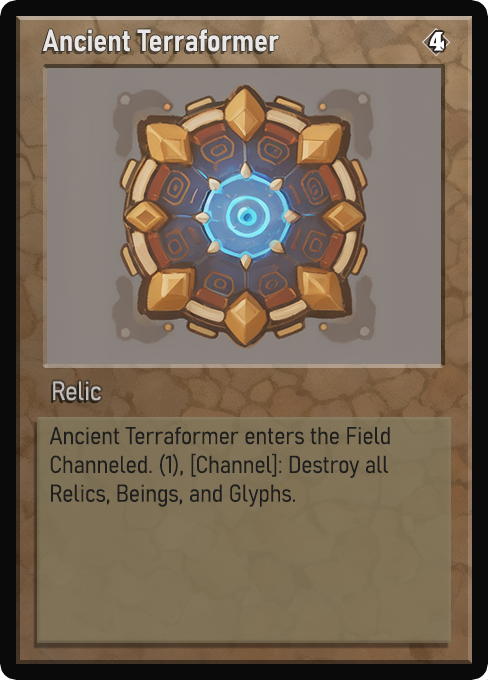 Ancient Terraformer
4
Relic
Ancient Terraformer enters the Field
Channeled. (1), [Channel]: Destroy all
Relics, Beings, and Glyphs.